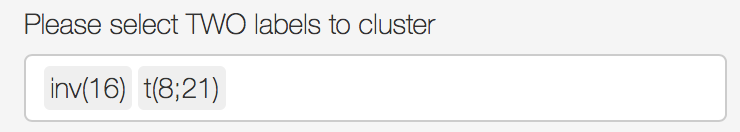 Please select TWO labels to cluster
inv(16) t(8;21)